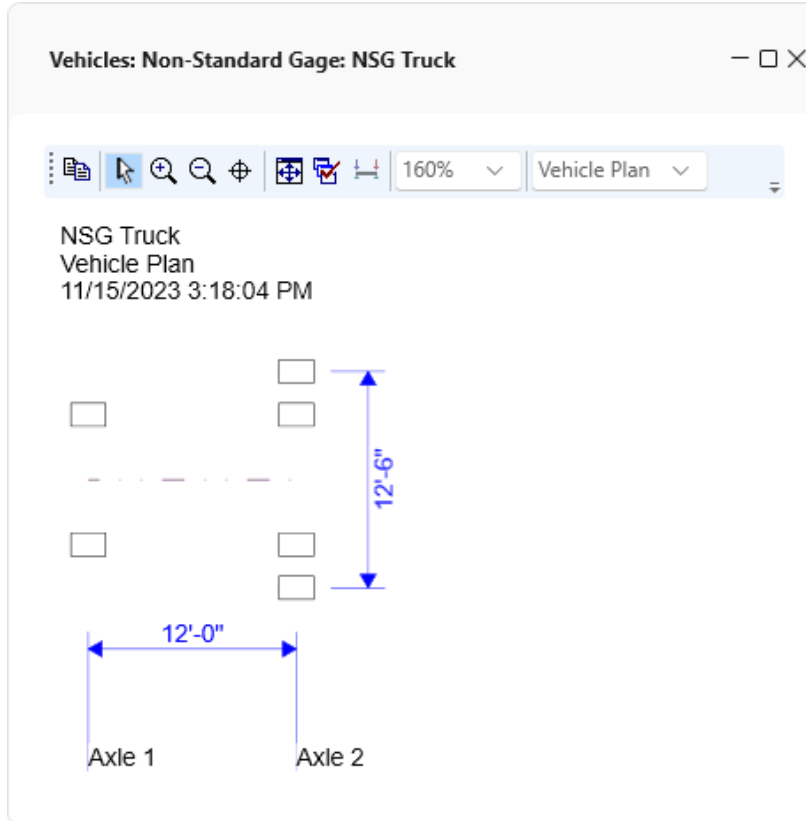 Vehicles: Non-Standard Gage: NSG Truck
160%
Vehicle Plan
NSG Truck
Vehicle Plan
11/15/2023 3:18:04 PM
12'-6"
12'-0"
Axle 1
Axle 2